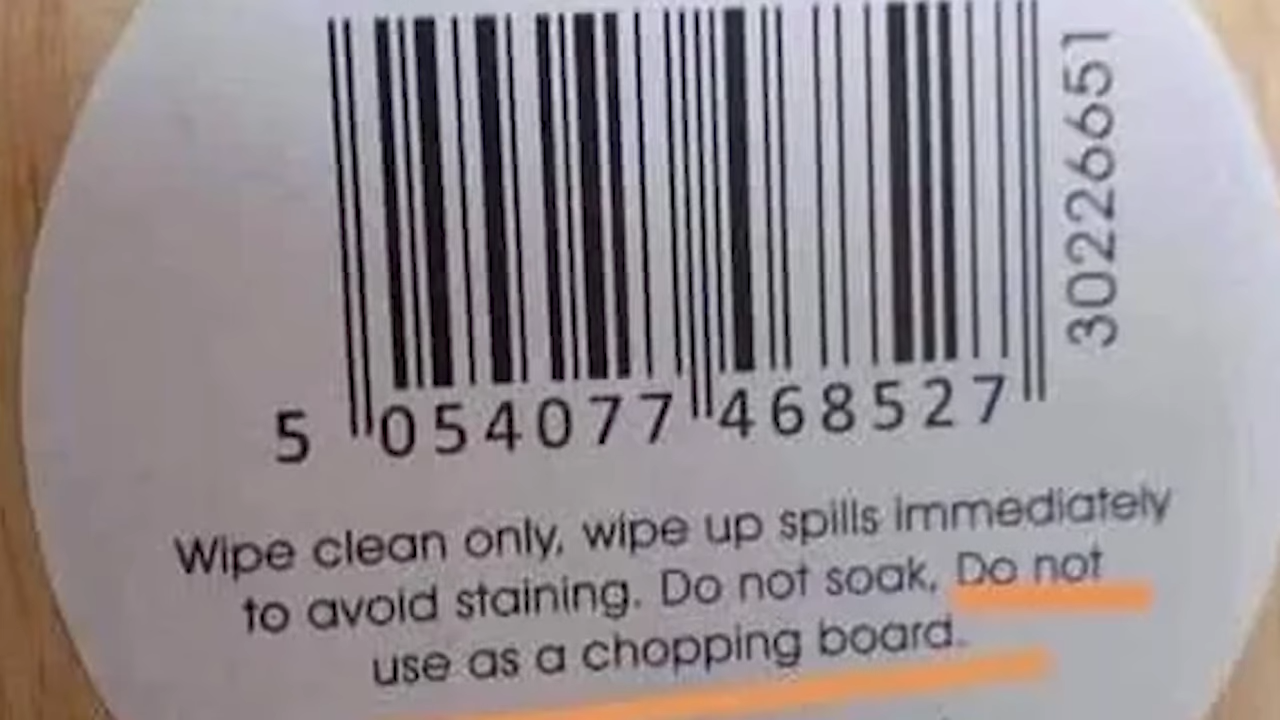 30226651
5 054077 468527
Wipe clean only, wipe up spills immediately
to avoid staining. Do not soak. Do not
use as a chopping board.